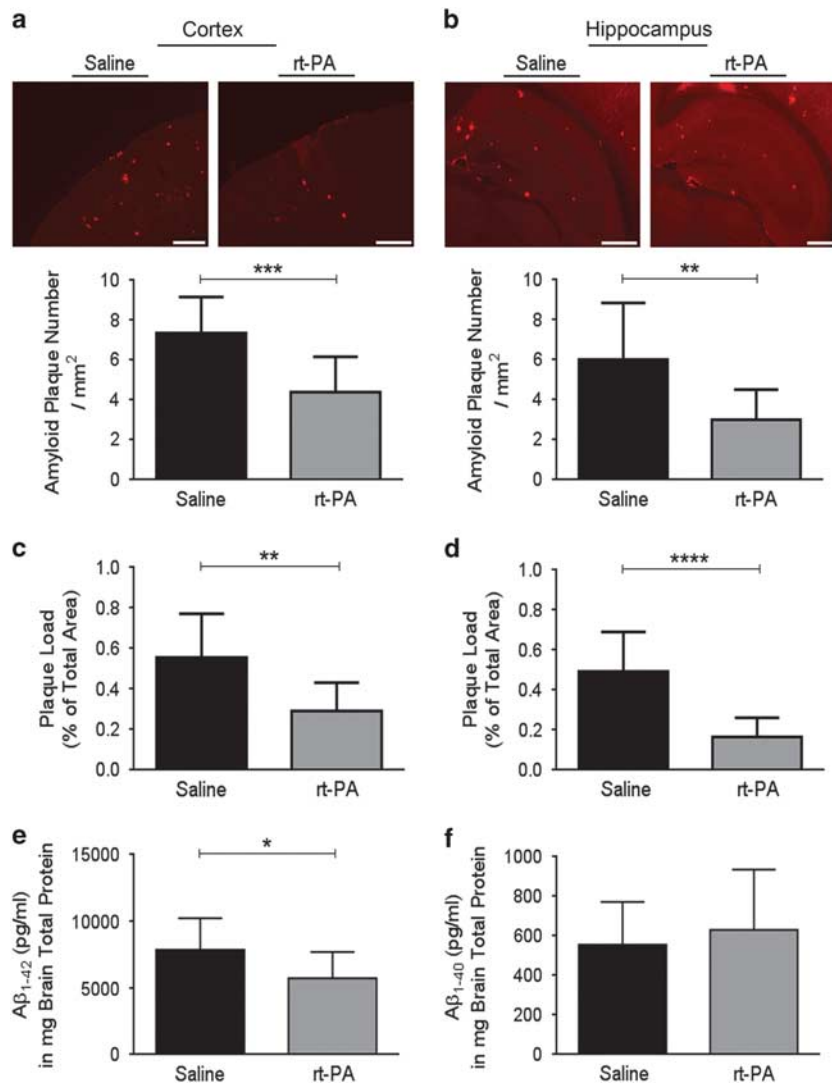 a
Cortex
Saline rt-PA
b
Hippocampus
Saline rt-PA
Amyloid Plaque Number
/ mm²
10
8
6
4
2
0
***
Saline rt-PA
Amyloid Plaque Number
/ mm²
10
8
6
4
2
0
**
Saline rt-PA
c
Plaque Load
(% of Total Area)
1.0
0.8
0.6
0.4
0.2
0.0
**
Saline rt-PA
d
Plaque Load
(% of Total Area)
1.0
0.8
0.6
0.4
0.2
0.0
****
Saline rt-PA
e
Aβ1-42 (pg/ml)
in mg Brain Total Protein
15000
10000
5000
0
*
Saline rt-PA
f
Aβ1-40 (pg/ml)
in mg Brain Total Protein
1000
800
600
400
200
0
Saline rt-PA